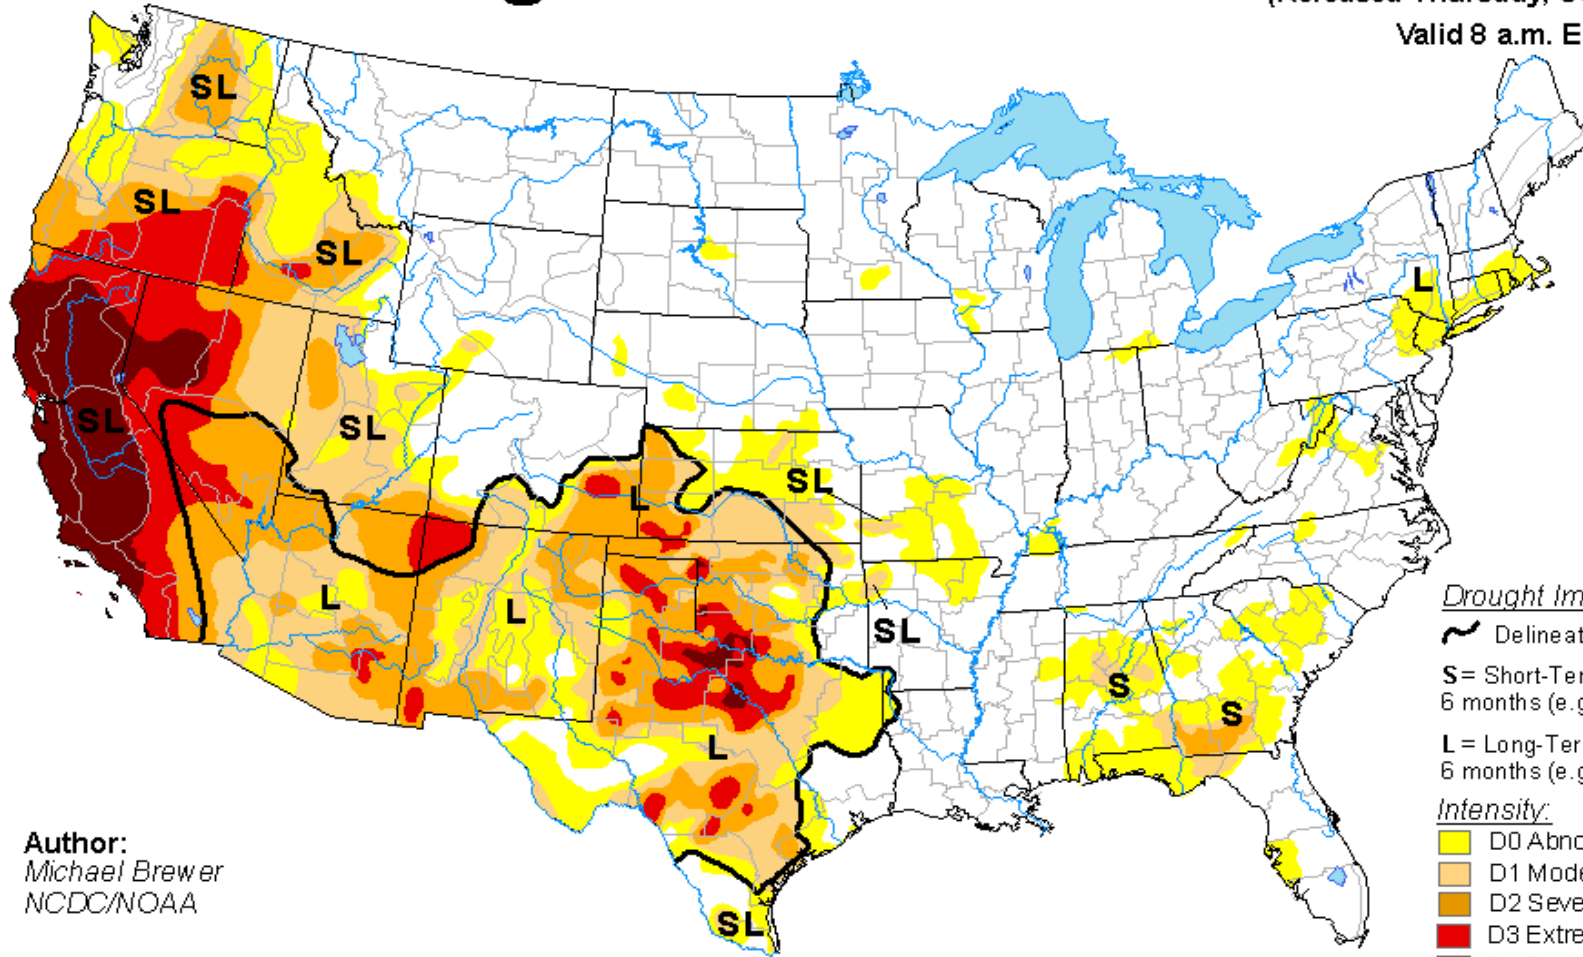 Valid 8 a.m. E
SL
SL
SL
L
SL
SL
SL
L
L
L
SL
L
S
S
SL
Drought Im
Delineat
S = Short-Ter
6 months (e.g
L = Long-Ter
6 months (e.g
Intensity:
D0 Abno
D1 Mode
D2 Seve
D3 Extre
Author:
Michael Brewer
NCDC/NOAA